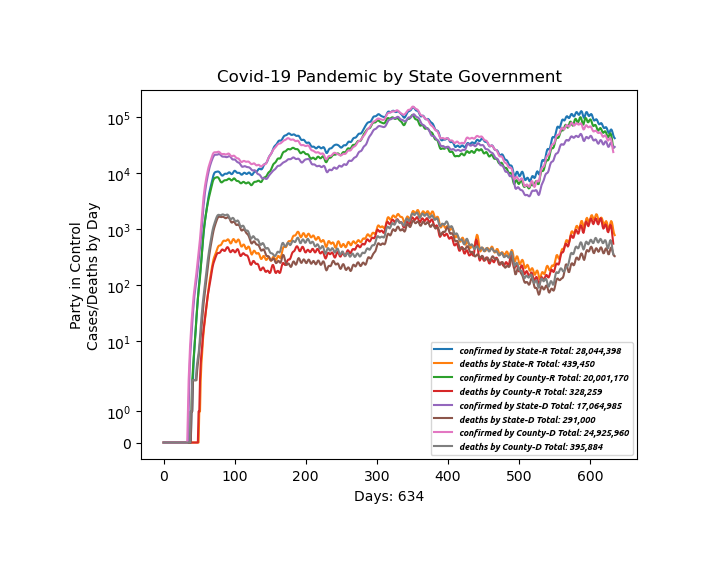 Covid-19 Pandemic by State Government
Party in Control
Cases/Deaths by Day
10^5
10^4
10^3
10^2
10^1
10^0
0
confirmed by State-R Total: 28,044,398
deaths by State-R Total: 439,450
confirmed by County-R Total: 20,001,170
deaths by County-R Total: 328,259
confirmed by State-D Total: 17,064,985
deaths by State-D Total: 291,000
confirmed by County-D Total: 24,925,960
deaths by County-D Total: 395,884
0 100 200 300 400 500 600
Days: 634